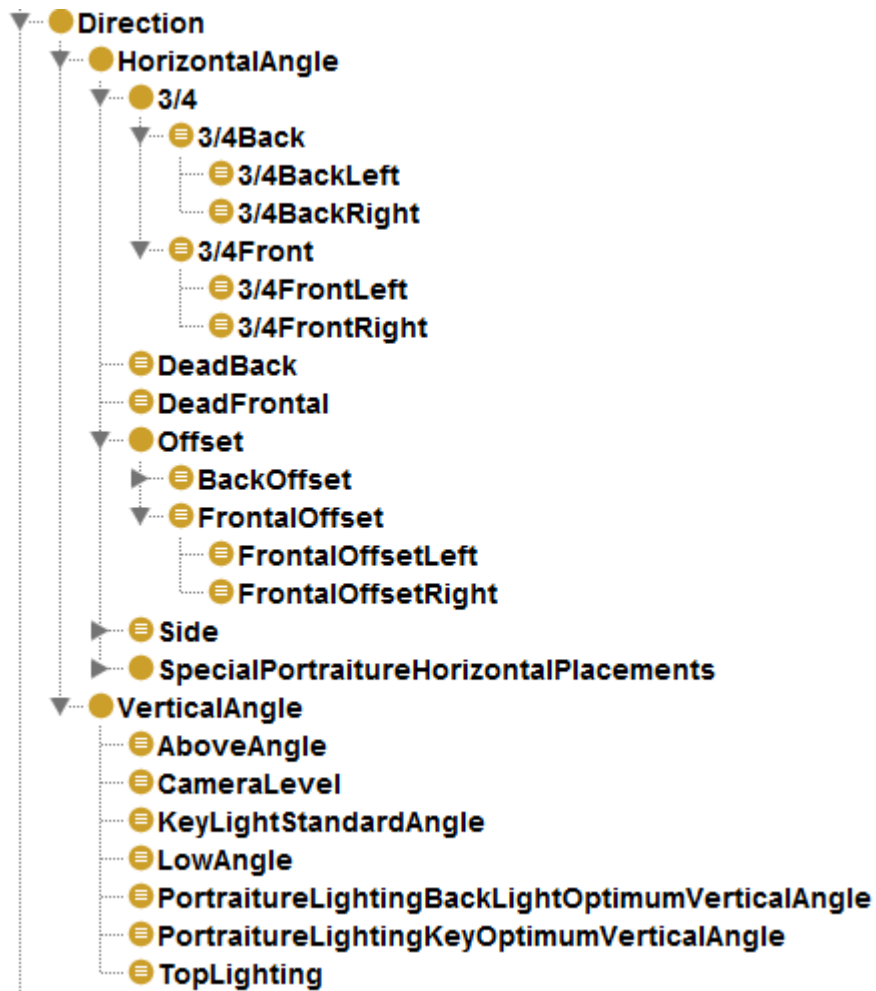 Direction
HorizontalAngle
3/4
3/4Back
3/4BackLeft
3/4BackRight
3/4Front
3/4FrontLeft
3/4FrontRight
DeadBack
DeadFrontal
Offset
BackOffset
FrontalOffset
FrontalOffsetLeft
FrontalOffsetRight
Side
SpecialPortraitureHorizontalPlacements
VerticalAngle
AboveAngle
CameraLevel
KeyLightStandardAngle
LowAngle
PortraitureLightingBackLightOptimumVerticalAngle
PortraitureLightingKeyOptimumVerticalAngle
TopLighting